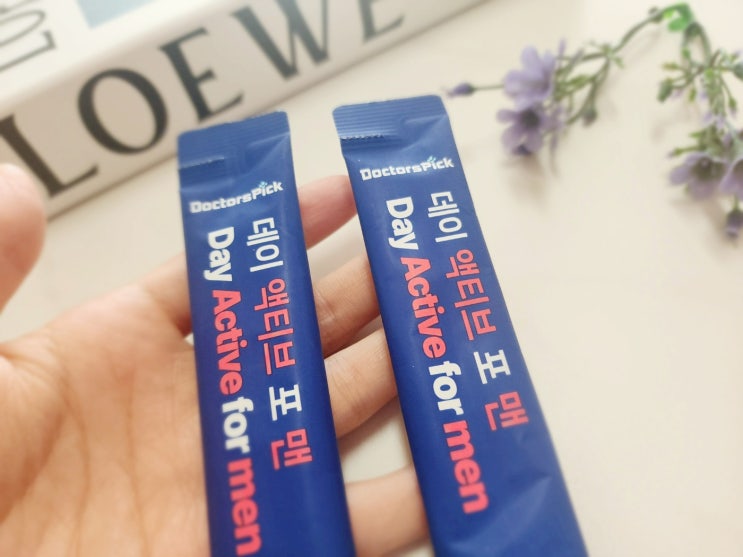 LOEWE
DoctorsPick
데이 액티브 포 맨
Day Active for men
DoctorsPick
데이 액티브 포 맨
Day Active for men